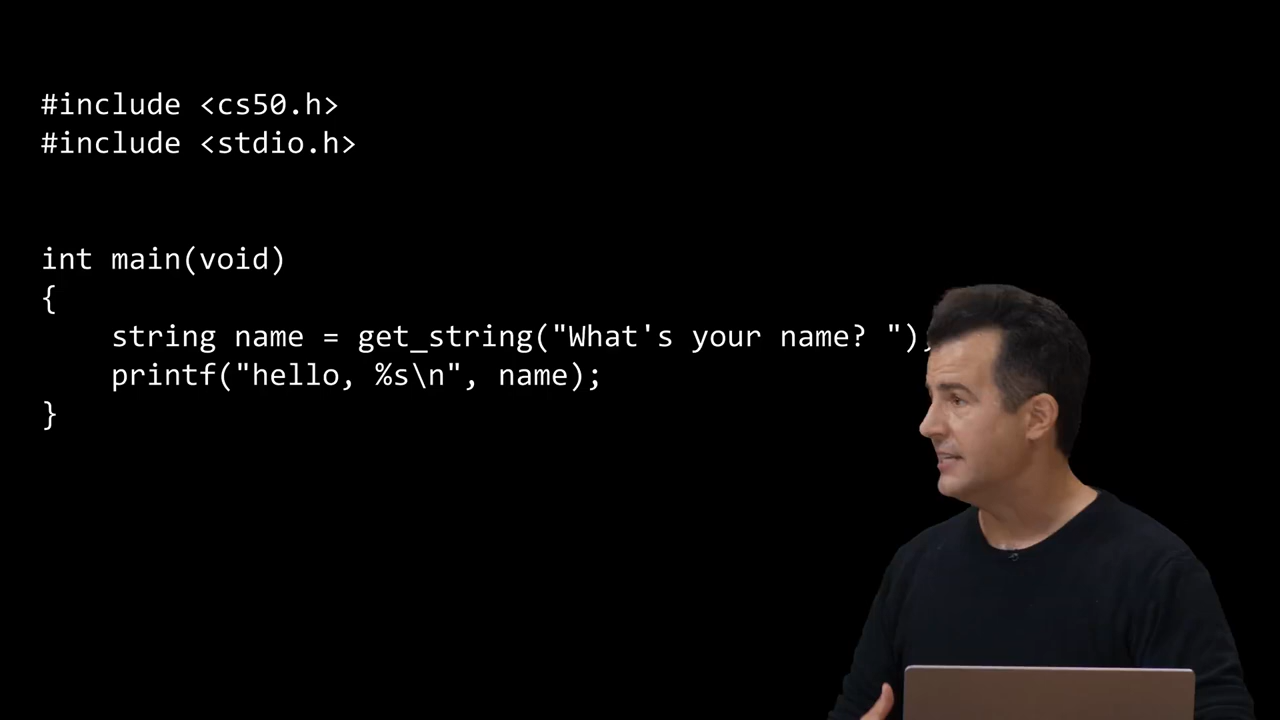 #include <cs50.h>
#include <stdio.h>
int main(void)
{
    string name = get_string("What's your name? ");
    printf("hello, %s\n", name);
}